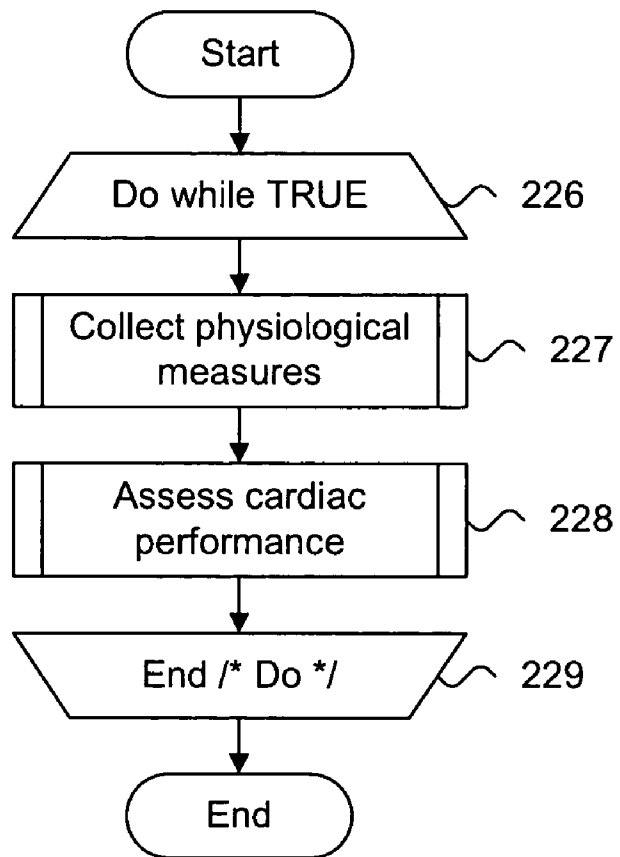 Start
Do while TRUE
226
Collect physiological
measures
227
Assess cardiac
performance
228
End /* Do */
229
End